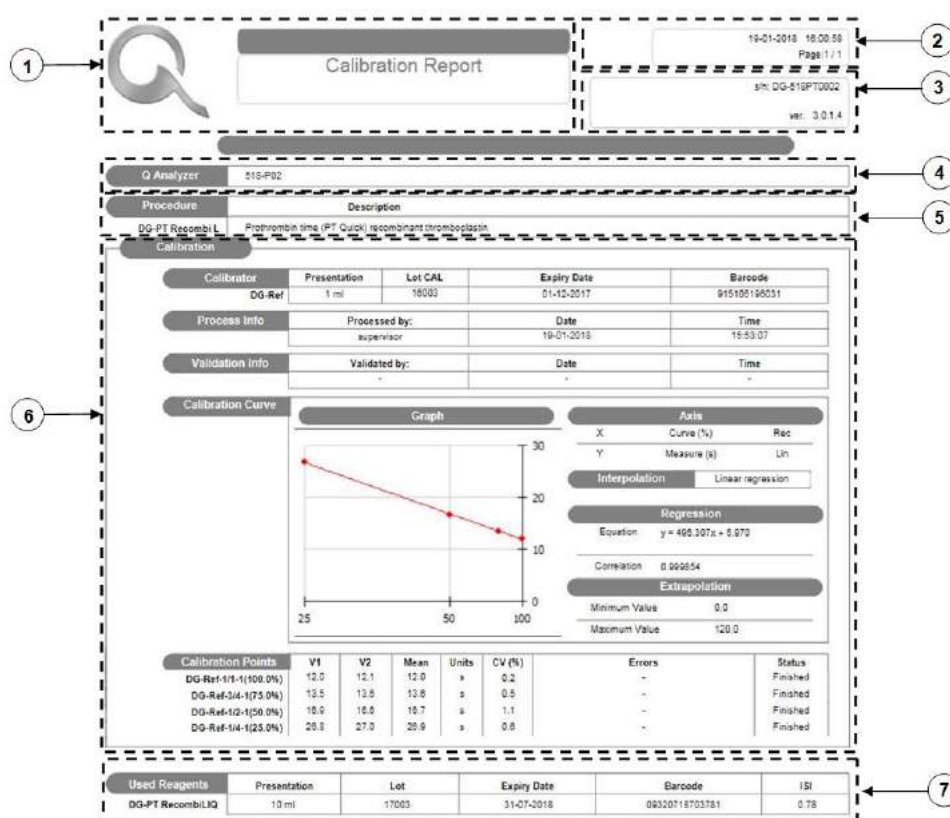 1
2
3
4
5
6
7
Calibration Report
19-01-2018 16:00:58
Page:1 / 1
s/n: DG-518PT0002
ver. 3.0.1.4
Q Analyzer 518-P02
Procedure Description
DG-PT Recombi L Prothrombin time (PT Quick) recombinant thromboplastin
Calibration
Calibrator Presentation Lot CAL Expiry Date Barcode
DG-Ref 1 ml 16003 01-12-2017 915166196031
Process Info Processed by: Date Time
supervisor 19-01-2018 15:53:07
Validation Info Validated by: Date Time
- - -
Calibration Curve Graph Axis
X Curve (%) Rec
Y Measure (s) Lin
Interpolation Linear regression
Regression
Equation y = 496.307x + 6.970
Correlation 0.999854
Extrapolation
Minimum Value 0.0
Maximum Value 120.0
30
20
10
0
25 50 100
Calibration Points V1 V2 Mean Units CV (%) Errors Status
DG-Ref-1/1-1(100.0%) 12.0 12.1 12.0 s 0.2 - Finished
DG-Ref-3/4-1(75.0%) 13.5 13.6 13.6 s 0.5 - Finished
DG-Ref-1/2-1(50.0%) 16.9 16.6 16.7 s 1.1 - Finished
DG-Ref-1/4-1(25.0%) 26.8 27.0 26.9 s 0.6 - Finished
Used Reagents Presentation Lot Expiry Date Barcode ISI
DG-PT RecombiLIQ 10 ml 17003 31-07-2018 09320718703781 0.78